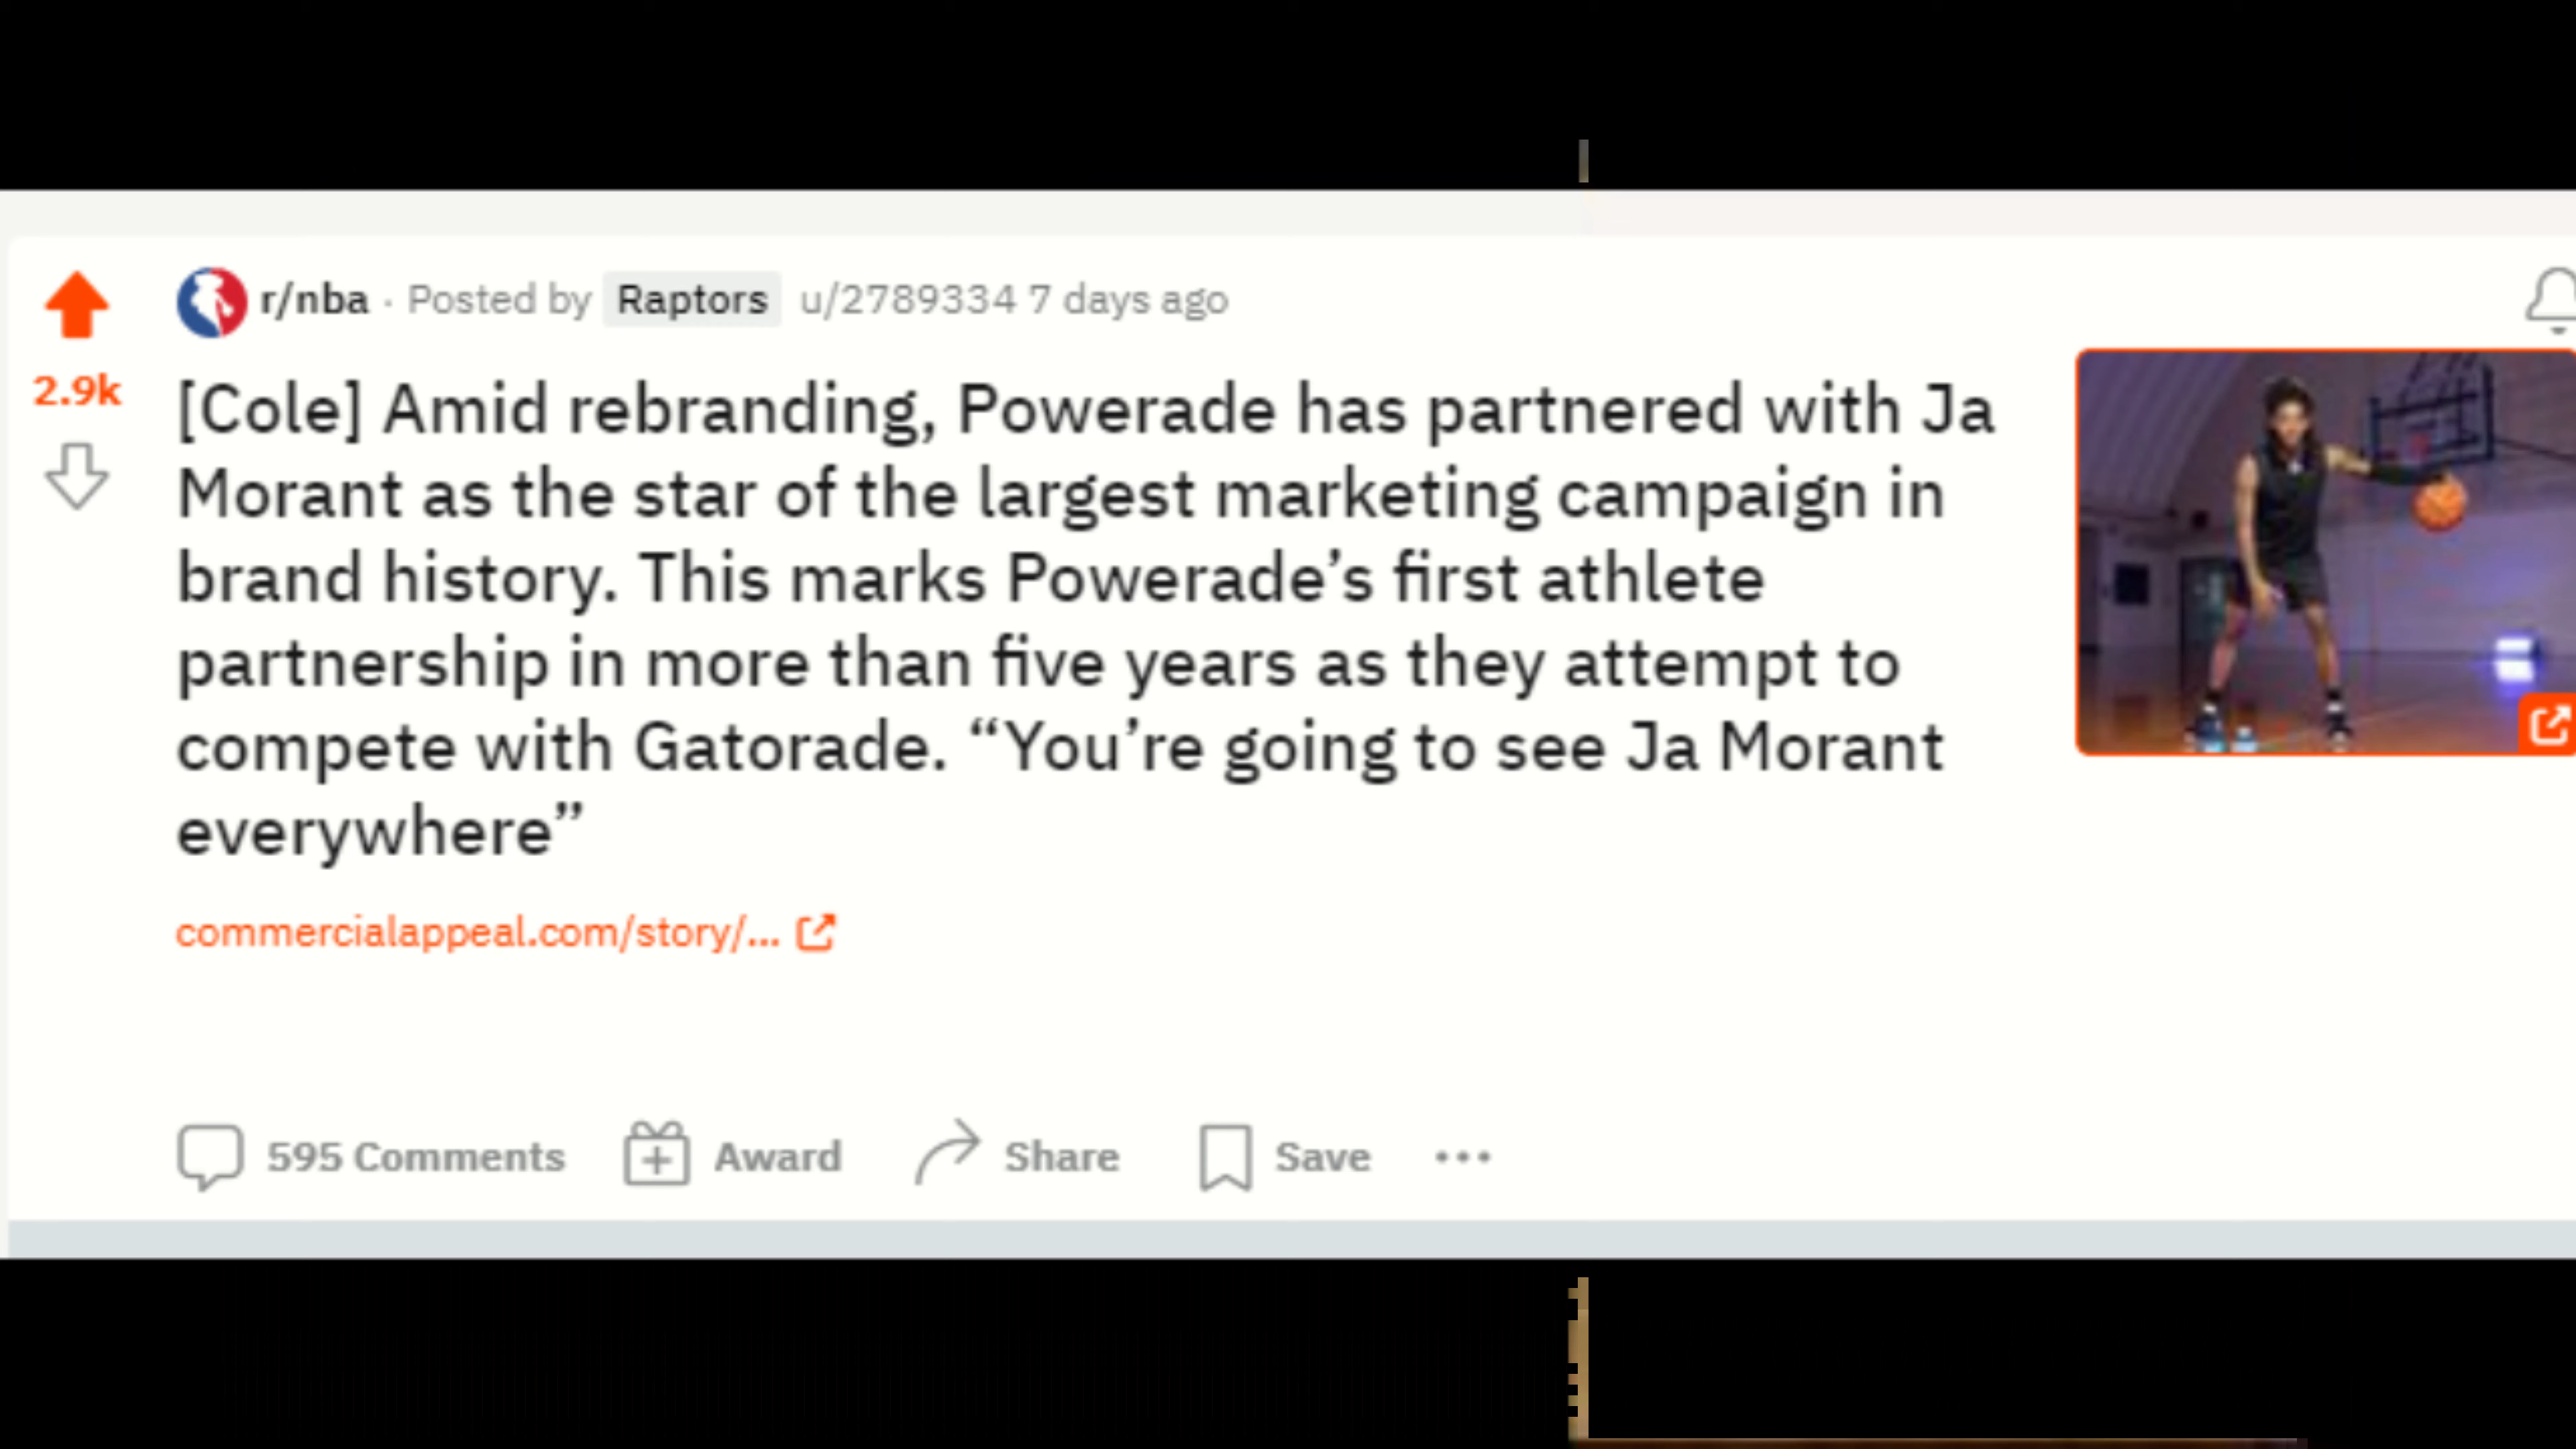 r/nba · Posted by Raptors u/2789334 7 days ago
2.9k
[Cole] Amid rebranding, Powerade has partnered with Ja
Morant as the star of the largest marketing campaign in
brand history. This marks Powerade’s first athlete
partnership in more than five years as they attempt to
compete with Gatorade. “You’re going to see Ja Morant
everywhere”
commercialappeal.com/story/...
595 Comments Award Share Save